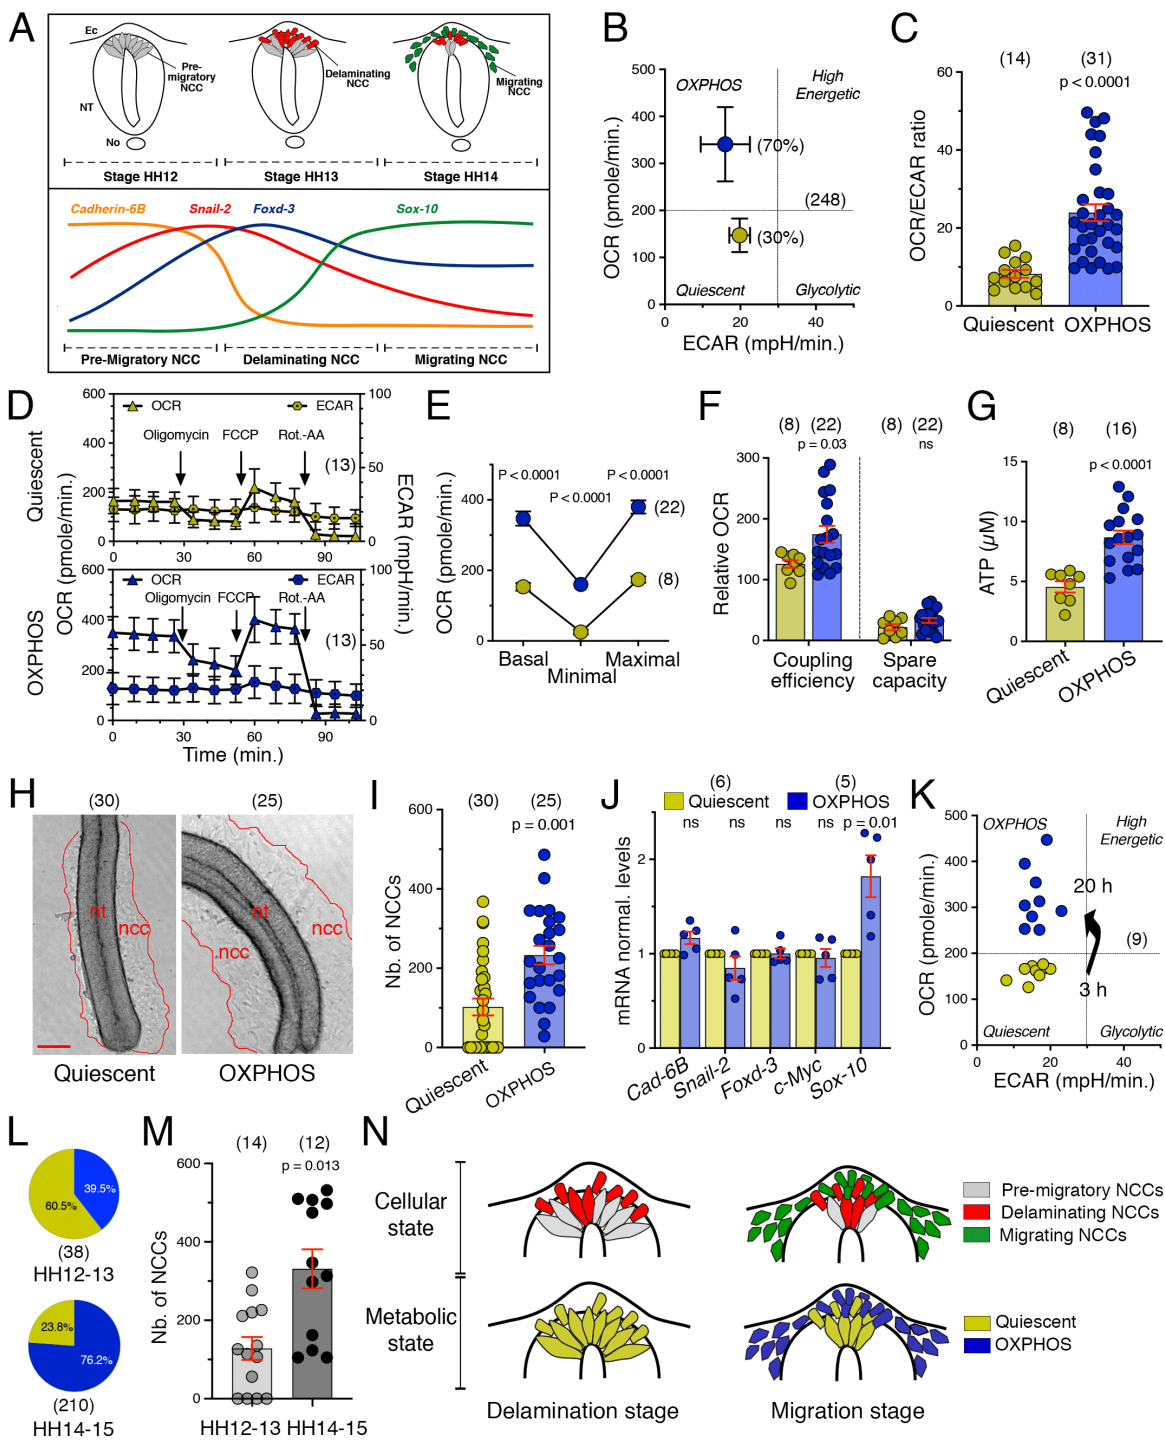 A
Ec
Pre-
migratory
NCC
NT
No
Delaminating
NCC
Migrating
NCC
Stage HH12
Stage HH13
Stage HH14
Cadherin-6B
Snail-2
Foxd-3
Sox-10
Pre-Migratory NCC
Delaminating NCC
Migrating NCC
B
OCR (pmole/min.)
500
400
300
200
100
0
OXPHOS
High
Energetic
(70%)
(248)
(30%)
Quiescent
Glycolytic
0
20
40
ECAR (mpH/min.)
C
(14)
(31)
p < 0.0001
OCR/ECAR ratio
60
40
20
0
Quiescent
OXPHOS
D
Quiescent
OXPHOS
OCR (pmole/min.)
ECAR (mpH/min.)
600
400
200
0
100
50
0
OCR
ECAR
Oligomycin
FCCP
Rot.-AA
(13)
0
30
60
90
600
400
200
0
100
50
0
OCR
ECAR
Oligomycin
FCCP
Rot.-AA
(13)
0
30
60
90
Time (min.)
E
P < 0.0001
P < 0.0001
P < 0.0001
OCR (pmole/min.)
400
200
0
(22)
(8)
Basal
Minimal
Maximal
F
(8)
(22)
p = 0.03
(8)
(22)
ns
Relative OCR
300
200
100
0
Coupling
efficiency
Spare
capacity
G
(8)
(16)
p < 0.0001
ATP (µM)
15
10
5
0
Quiescent
OXPHOS
H
(30)
(25)
nt
ncc
nt
ncc
ncc
Quiescent
OXPHOS
I
(30)
(25)
p = 0.001
Nb. of NCCs
600
400
200
0
Quiescent
OXPHOS
J
(6)
(5)
Quiescent
OXPHOS
ns
ns
ns
ns
p = 0.01
mRNA normal. levels
2
1
0
Cad-6B
Snail-2
Foxd-3
c-Myc
Sox-10
K
OCR (pmole/min.)
500
400
300
200
100
0
OXPHOS
High
Energetic
20 h
(9)
3 h
Quiescent
Glycolytic
0
20
40
ECAR (mpH/min.)
L
39.5%
60.5%
(38)
HH12-13
23.8%
76.2%
(210)
HH14-15
M
(14)
(12)
p = 0.013
Nb. of NCCs
600
400
200
0
HH12-13
HH14-15
N
Cellular
state
Metabolic
state
Pre-migratory NCCs
Delaminating NCCs
Migrating NCCs
Quiescent
OXPHOS
Delamination stage
Migration stage